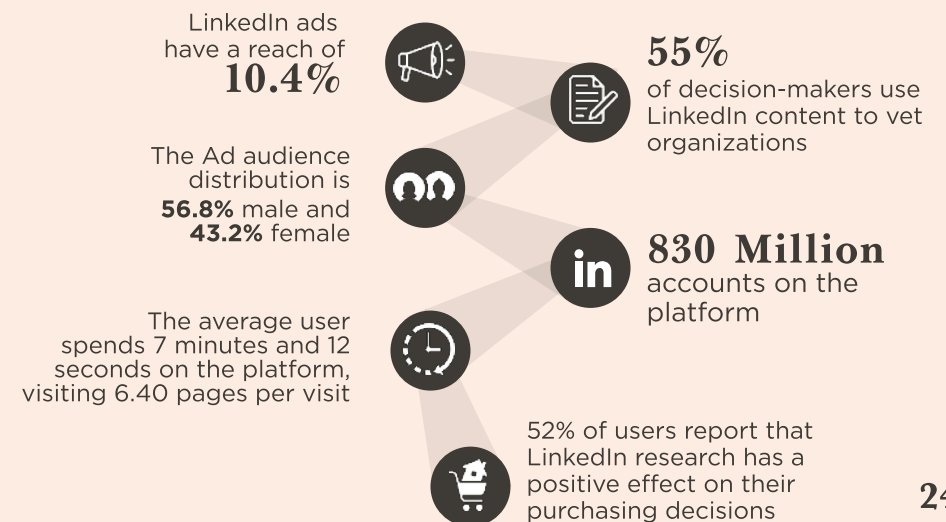 LinkedIn ads
have a reach of
10.4%
55%
of decision-makers use
LinkedIn content to vet
organizations
The Ad audience
distribution is
56.8% male and
43.2% female
in
830 Million
accounts on the
platform
The average user
spends 7 minutes and 12
seconds on the platform,
visiting 6.40 pages per visit
52% of users report that
LinkedIn research has a
positive effect on their
purchasing decisions